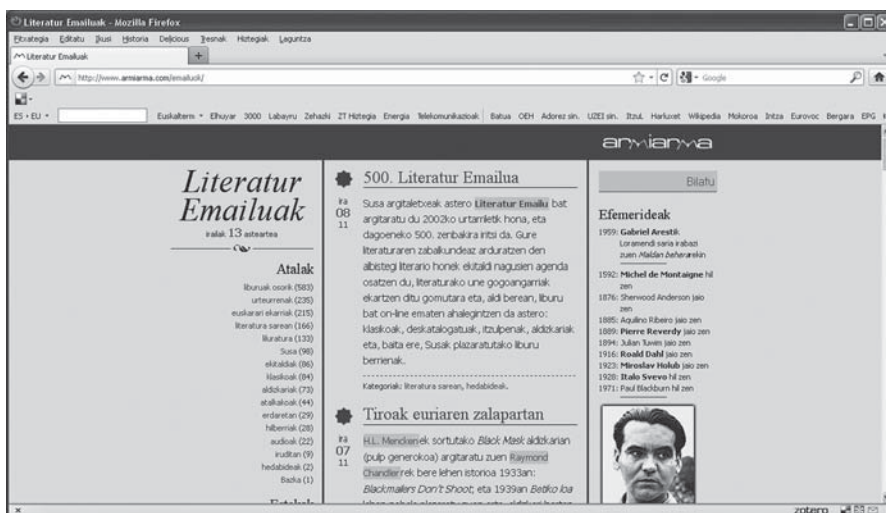 Literatur Emailuak - Mozilla Firefox
Fitxategia Editatu Ikusi Historia Delicious Tresnak Hiztegiak Laguntza
Literatur Emailuak
http://www.armiarma.com/emailuak/
Google
ES - EU Euskalterm Elhuyar 3000 Labayru Zehazki ZT Hiztegia Energia Telekomunikazioak Batua OEH Adorez sin. UZEI sin. Itzul. Harluxet Wikipedia Mokoroa Intza Eurovoc Bergara EPG
armiarma
Literatur
Emailuak
irailak 13 asteartea
Atalak
liburuak osorik (583)
urteurrenak (235)
euskarari ekarriak (215)
literatura sarean (166)
liluratura (133)
Susa (98)
ekitaldiak (86)
klasikoak (84)
aldizkariak (73)
atalkakoak (44)
erdaretan (29)
hilberriak (28)
audioak (22)
iruditan (9)
hedabideak (2)
Bazka (1)
ira
08
11
500. Literatur Emailua
Susa argitaletxeak astero Literatur Emailu bat
argitaratu du 2002ko urtarriletik hona, eta
dagoeneko 500. zenbakira iritsi da. Gure
literaturaren zabalkundeaz arduratzen den
albistegi literario honek ekitaldi nagusien agenda
osatzen du, literaturako une gogoangarriak
ekartzen ditu gomutara eta, aldi berean, liburu
bat on-line ematen ahalegintzen da astero:
klasikoak, deskatalogatuak, itzulpenak, aldizkariak
eta, baita ere, Susak plazaratutako liburu
berrienak.
Kategoriak: literatura sarean, hedabideak.
ira
07
11
Tiroak euriaren zalapartan
H.L. Menckenek sortutako Black Mask aldizkarian
(pulp generokoa) argitaratu zuen Raymond
Chandlerrek bere lehen istorioa 1933an:
Blackmailers Don't Shoot, eta 1939an Betiko loa
Bilatu
Efemerideak
1959: Gabriel Arestik
Loramendi saria irabazi
zuen Maldan beherarekin
1592: Michel de Montaigne hil
zen
1876: Sherwood Anderson jaio
zen
1885: Aquilino Ribeiro jaio zen
1889: Pierre Reverdy jaio zen
1894: Julian Tuwim jaio zen
1916: Roald Dahl jaio zen
1923: Miroslav Holub jaio zen
1928: Italo Svevo hil zen
1971: Paul Blackburn hil zen
zotero